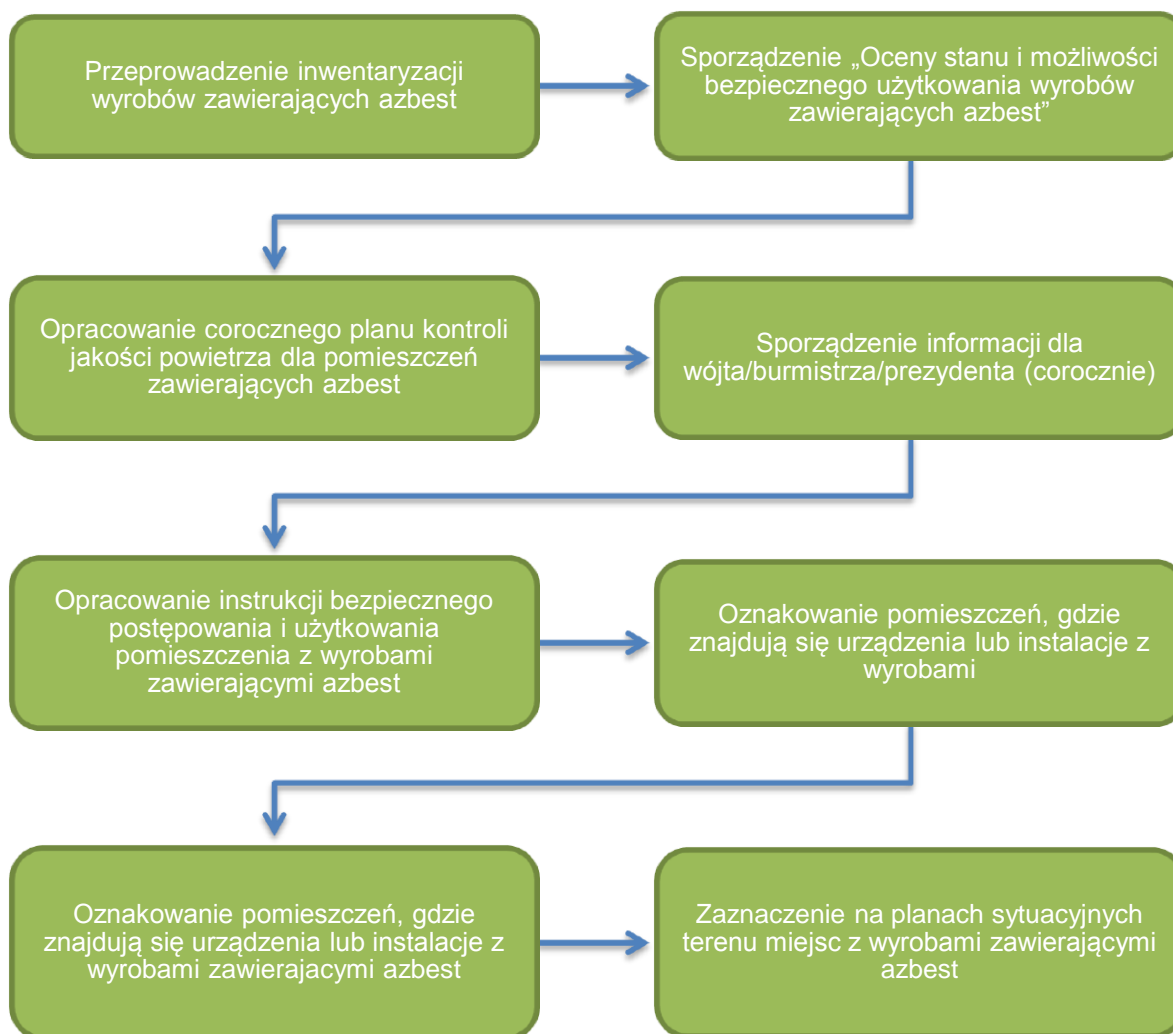 Przeprowadzenie inwentaryzacji
wyrobów zawierających azbest
Sporządzenie „Oceny stanu i możliwości
bezpiecznego użytkowania wyrobów
zawierających azbest”
Opracowanie corocznego planu kontroli
jakości powietrza dla pomieszczeń
zawierających azbest
Sporządzenie informacji dla
wójta/burmistrza/prezydenta (corocznie)
Opracowanie instrukcji bezpiecznego
postępowania i użytkowania
pomieszczenia z wyrobami
zawierającymi azbest
Oznakowanie pomieszczeń, gdzie
znajdują się urządzenia lub instalacje z
wyrobami
Oznakowanie pomieszczeń, gdzie
znajdują się urządzenia lub instalacje z
wyrobami zawierajacymi azbest
Zaznaczenie na planach sytuacyjnych
terenu miejsc z wyrobami zawierającymi
azbest